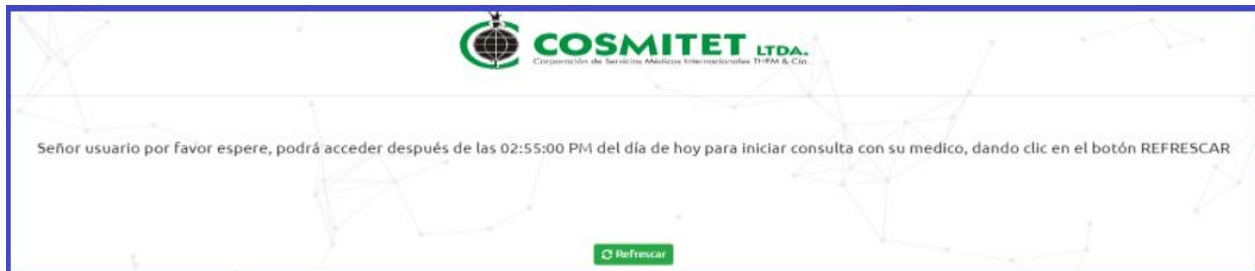 COSMITET LTDA.
Corporación de Servicios Médicos Internacionales THEM & Cía.
Señor usuario por favor espere, podrá acceder después de las 02:55:00 PM del día de hoy para iniciar consulta con su medico, dando clic en el botón REFRESCAR
Refrescar